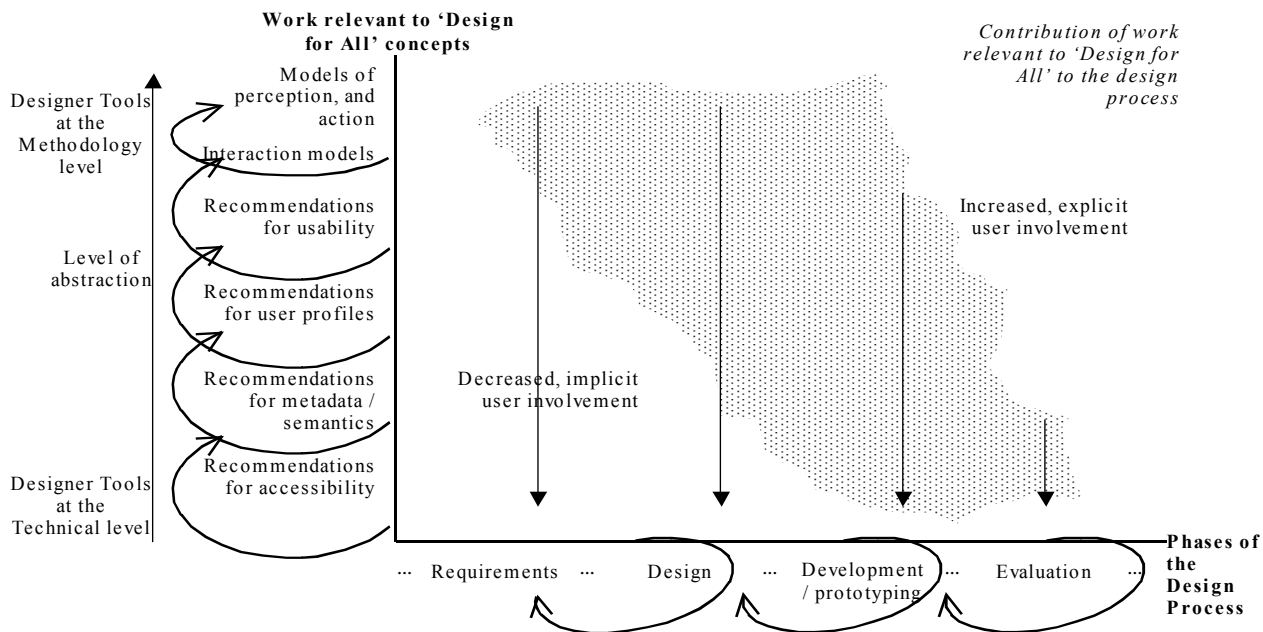 Work relevant to ‘Design
for All’ concepts
Contribution of work
relevant to ‘Design for
All’ to the design
process
Designer Tools
at the
Methodology
level
Level of
abstraction
Designer Tools
at the
Technical level
Models of
perception, and
action
Interaction models
Recommendations
for usability
Recommendations
for user profiles
Recommendations
for metadata /
semantics
Recommendations
for accessibility
Increased, explicit
user involvement
Decreased, implicit
user involvement
... Requirements ... Design ... Development
/ prototyping
... Evaluation ...
Phases of
the
Design
Process